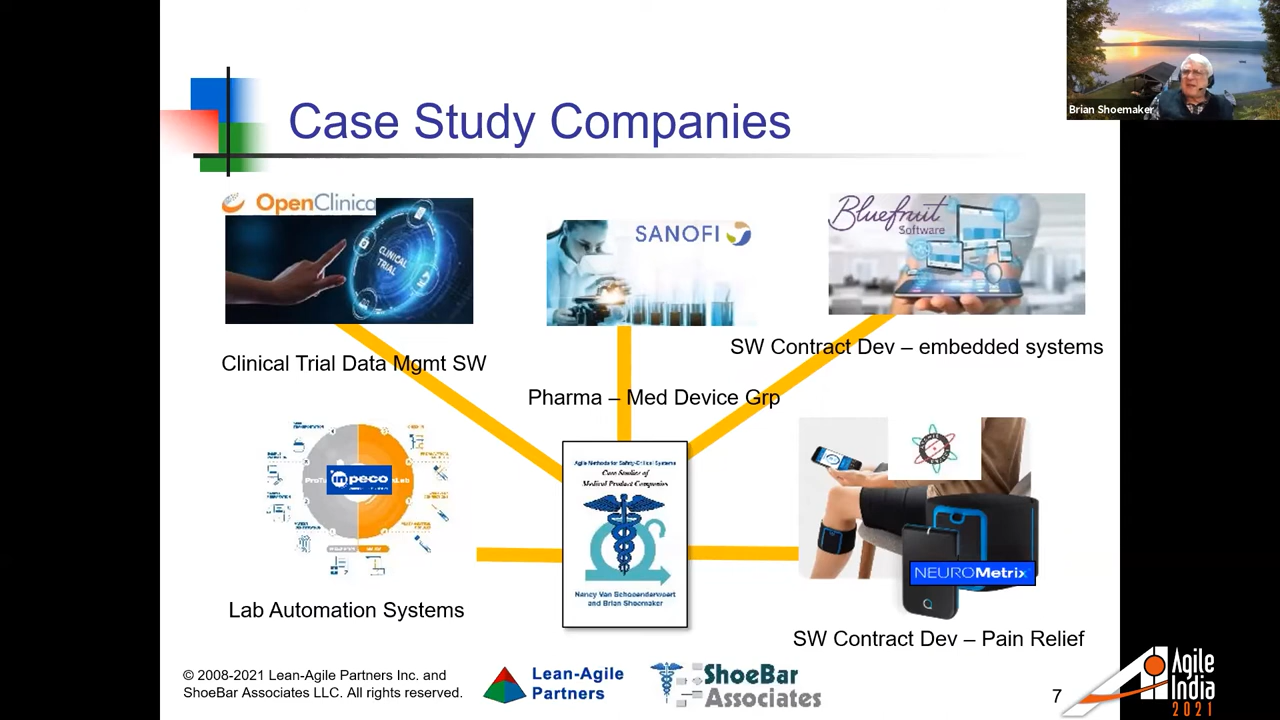 Brian Shoemaker
Case Study Companies
OpenClinica
CLINICAL
TRIAL
SANOFI
Bluefruit
Software
Clinical Trial Data Mgmt SW
Pharma – Med Device Grp
SW Contract Dev – embedded systems
inpeco
Lab Automation Systems
Agile Methods for Safety-Critical Systems
Case Studies of
Medical Product Companies
Nancy Van Schooenderwoert
and Brian Shoemaker
NEUROMetrix
SW Contract Dev – Pain Relief
© 2008-2021 Lean-Agile Partners Inc. and
ShoeBar Associates LLC. All rights reserved.
Lean-Agile
Partners
ShoeBar
Associates
7
Agile
India
2021